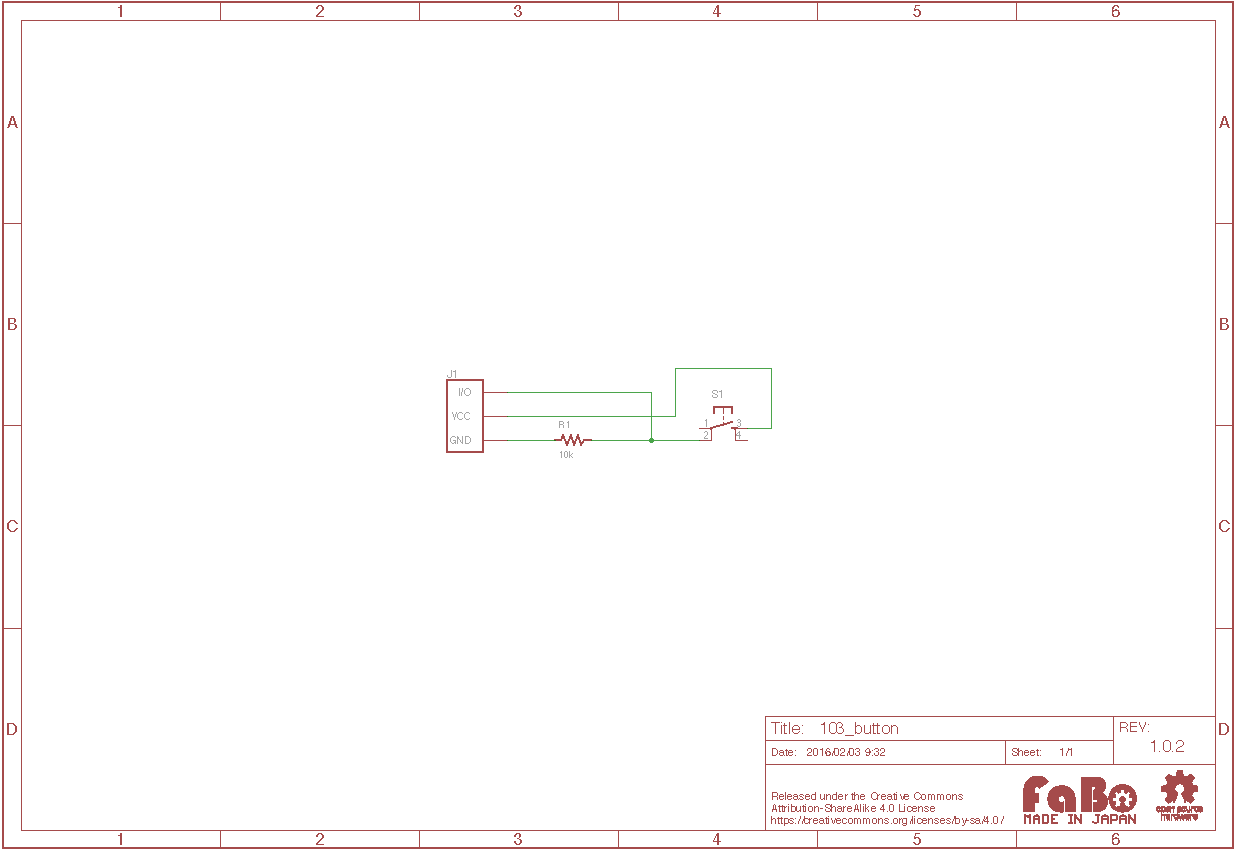 1 2 3 4 5 6
A A
B B
J1
I/O
VCC
GND
R1
10k
S1
1 3
2 4
C C
D D
Title: 103_button
REV:
1.0.2
Date: 2016/02/03 9:32
Sheet: 1/1
Released under the Creative Commons
Attribution-ShareAlike 4.0 License
https://creativecommons.org/licenses/by-sa/4.0/
FaBo
MADE IN JAPAN
open source
hardware
1 2 3 4 5 6